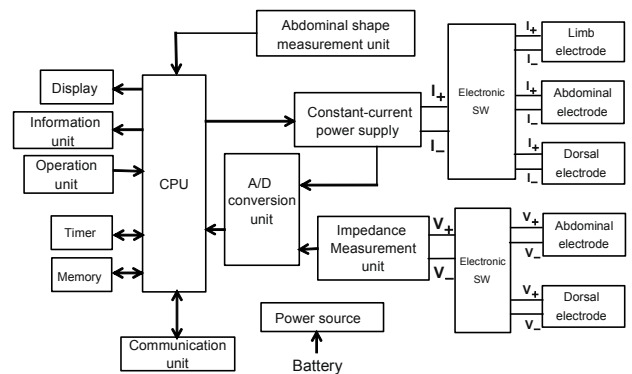 Abdominal shape
measurement unit
I+
I−
Limb
electrode
Display
I+
I−
Constant-current
power supply
Electronic
SW
I+
I−
Abdominal
electrode
Information
unit
Operation
unit
CPU
A/D
conversion
unit
I+
I−
Dorsal
electrode
Timer
Impedance
Measurement
unit
V+
V−
Electronic
SW
V+
V−
Abdominal
electrode
Memory
Power source
V+
V−
Dorsal
electrode
Communication
unit
Battery